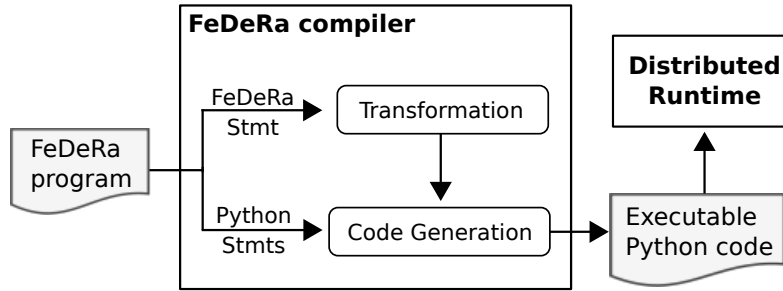 FeDeRa compiler
FeDeRa
Stmt
Transformation
FeDeRa
program
Python
Stmts
Code Generation
Distributed
Runtime
Executable
Python code